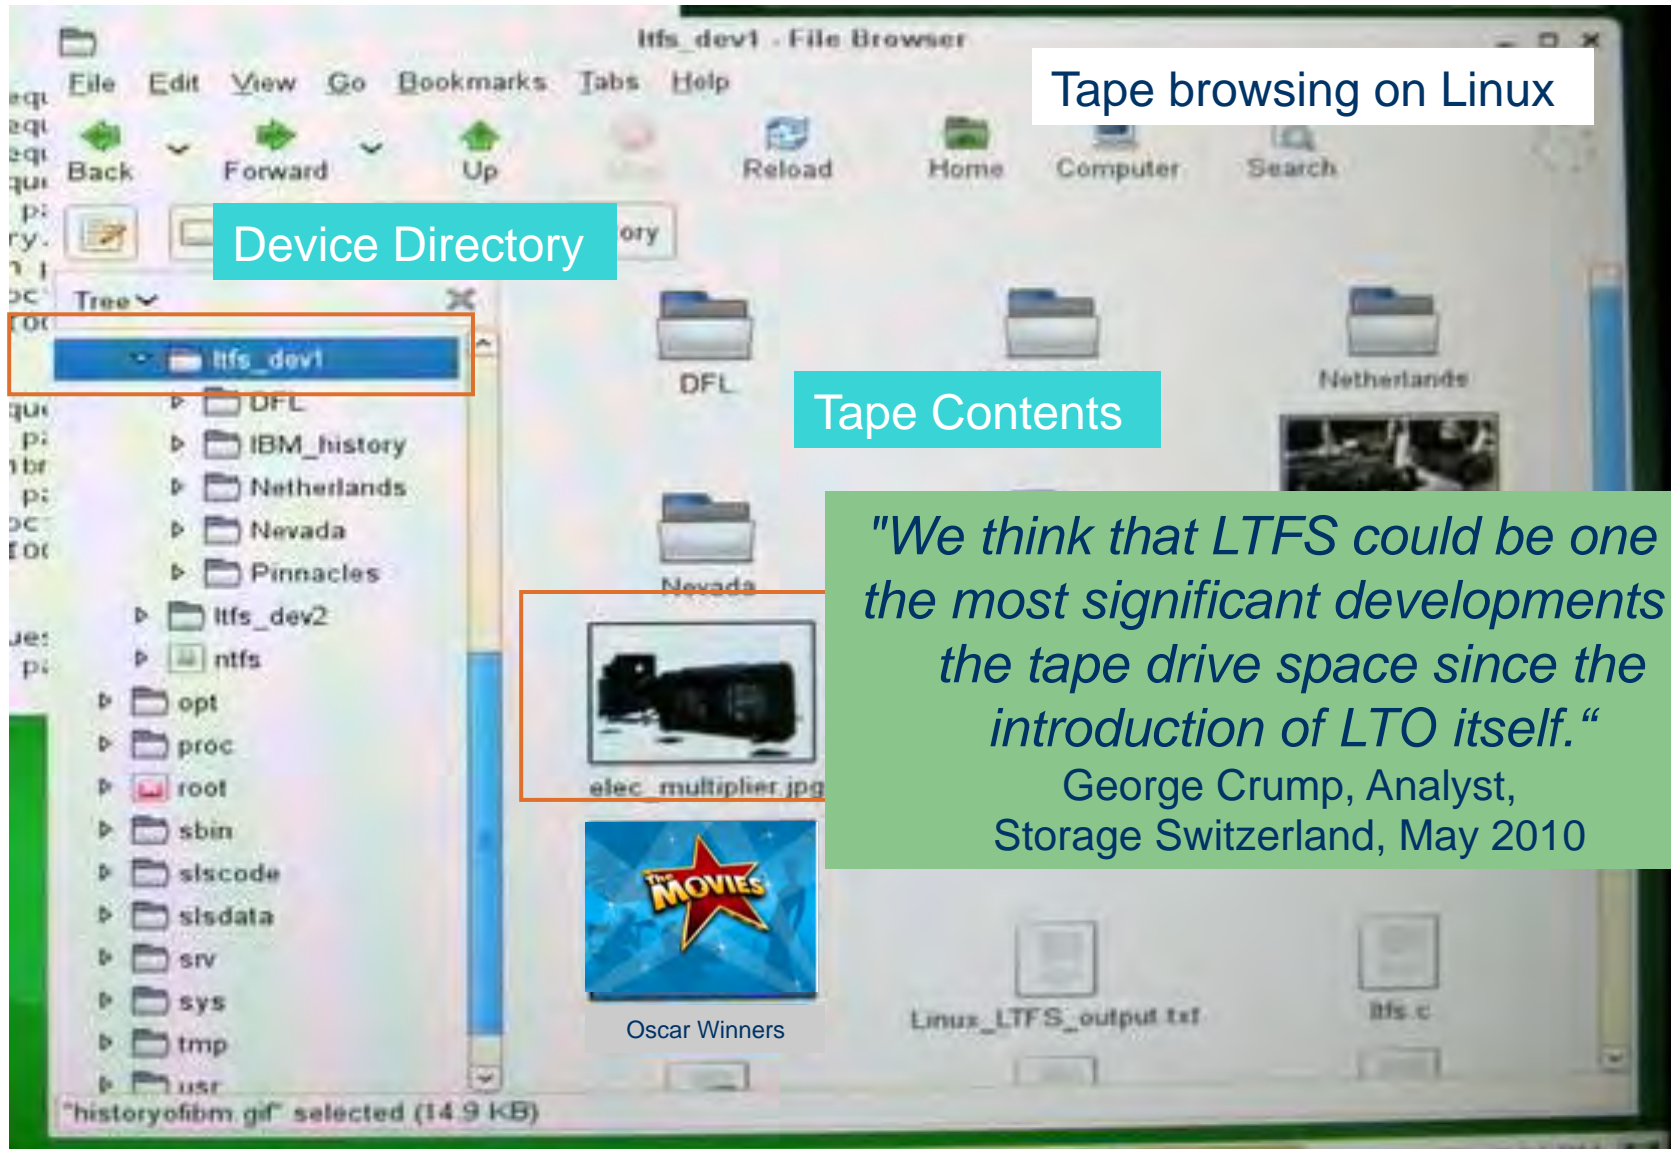 ltfs_dev1 - File Browser
File Edit View Go Bookmarks Tabs Help
Tape browsing on Linux
Back Forward Up Reload Home Computer Search
Device Directory
ory
Tree
ltfs_dev1
DFL
IBM_history
Netherlands
Nevada
Pinnacles
ltfs_dev2
ntfs
opt
proc
root
sbin
slscode
slsdata
srv
sys
tmp
usr
DFL
Netherlands
Tape Contents
Nevada
"We think that LTFS could be one
the most significant developments
the tape drive space since the
introduction of LTO itself.“
George Crump, Analyst,
Storage Switzerland, May 2010
elec_multiplier.jpg
The
MOVIES
Oscar Winners
Linux_LTFS_output.txt
ltfs.c
"historyofibm.gif" selected (14.9 KB)